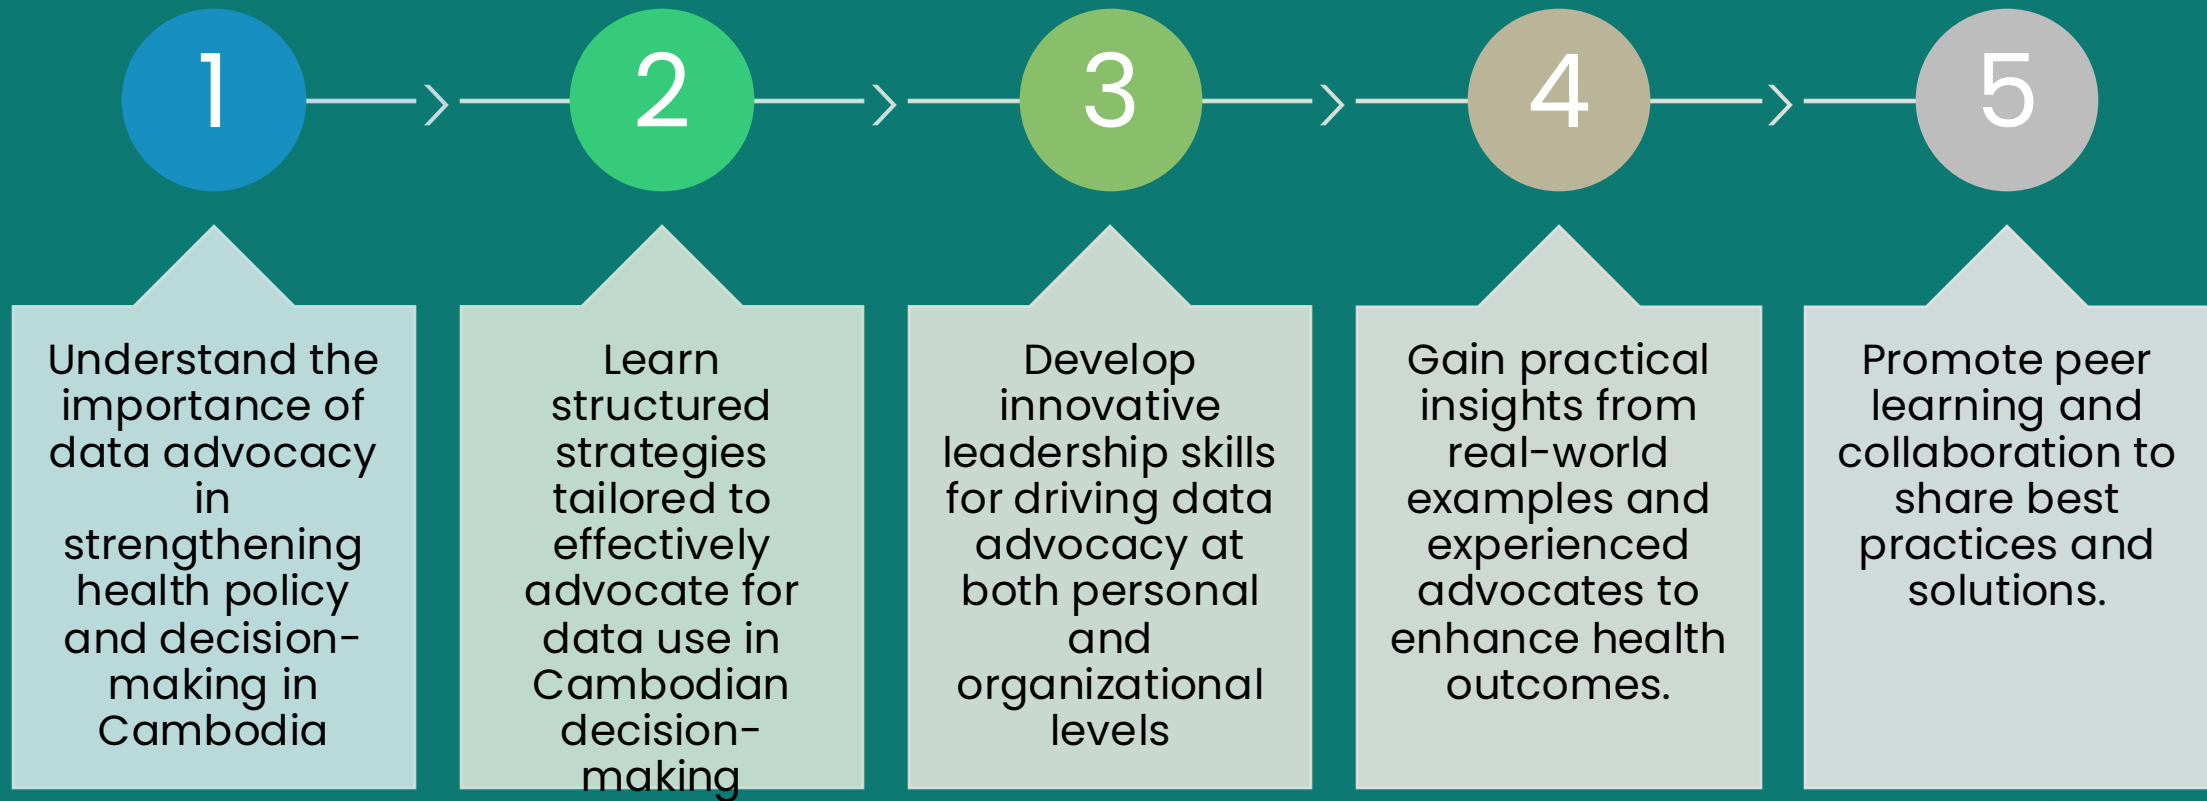 1
2
3
4
5
Understand the
importance of
data advocacy
in
strengthening
health policy
and decision-
making in
Cambodia
Learn
structured
strategies
tailored to
effectively
advocate for
data use in
Cambodian
decision-
making
Develop
innovative
leadership skills
for driving data
advocacy at
both personal
and
organizational
levels
Gain practical
insights from
real-world
examples and
experienced
advocates to
enhance health
outcomes.
Promote peer
learning and
collaboration to
share best
practices and
solutions.